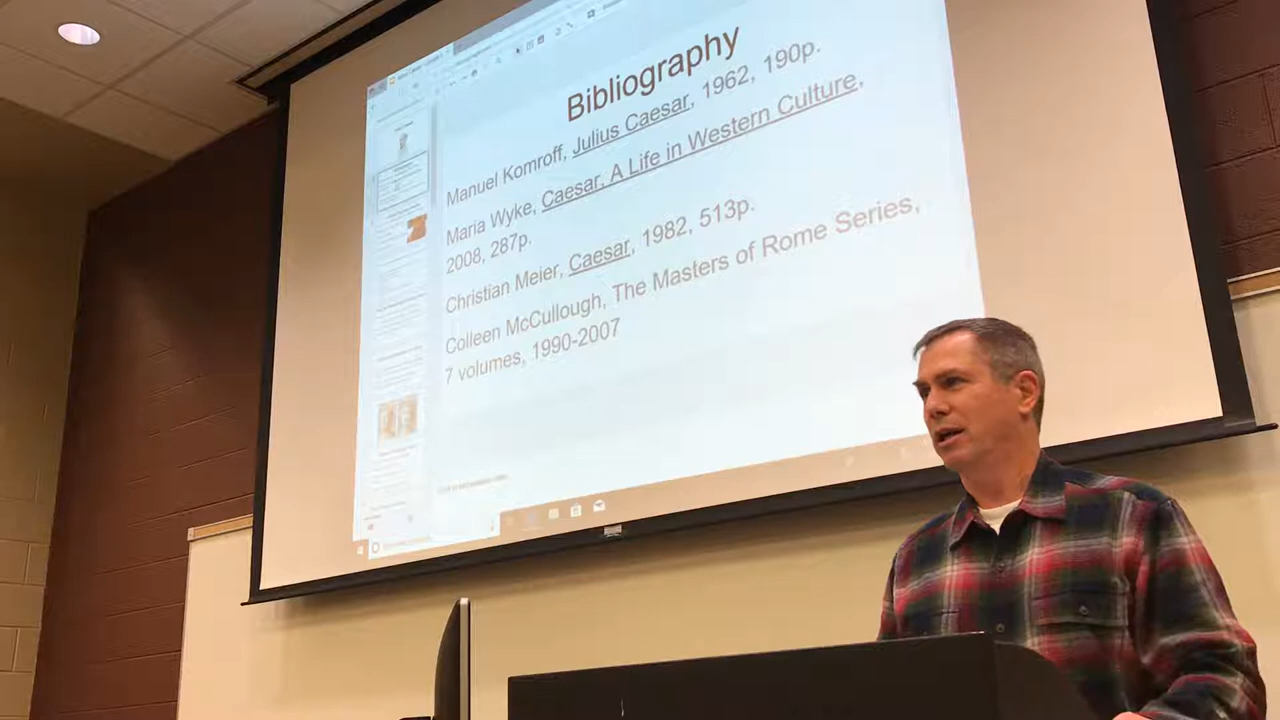 Bibliography
Manuel Komroff, Julius Caesar, 1962, 190p.
Maria Wyke, Caesar, A Life in Western Culture,
2008, 287p.
Christian Meier, Caesar, 1982, 513p.
Colleen McCullough, The Masters of Rome Series,
7 volumes, 1990-2007